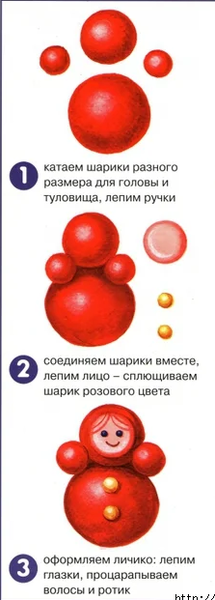 1 катаем шарики разного
размера для головы и
туловища, лепим ручки
2 соединяем шарики вместе,
лепим лицо – сплющиваем
шарик розового цвета
3 оформляем личико: лепим
глазки, процарапываем
волосы и ротик
http://